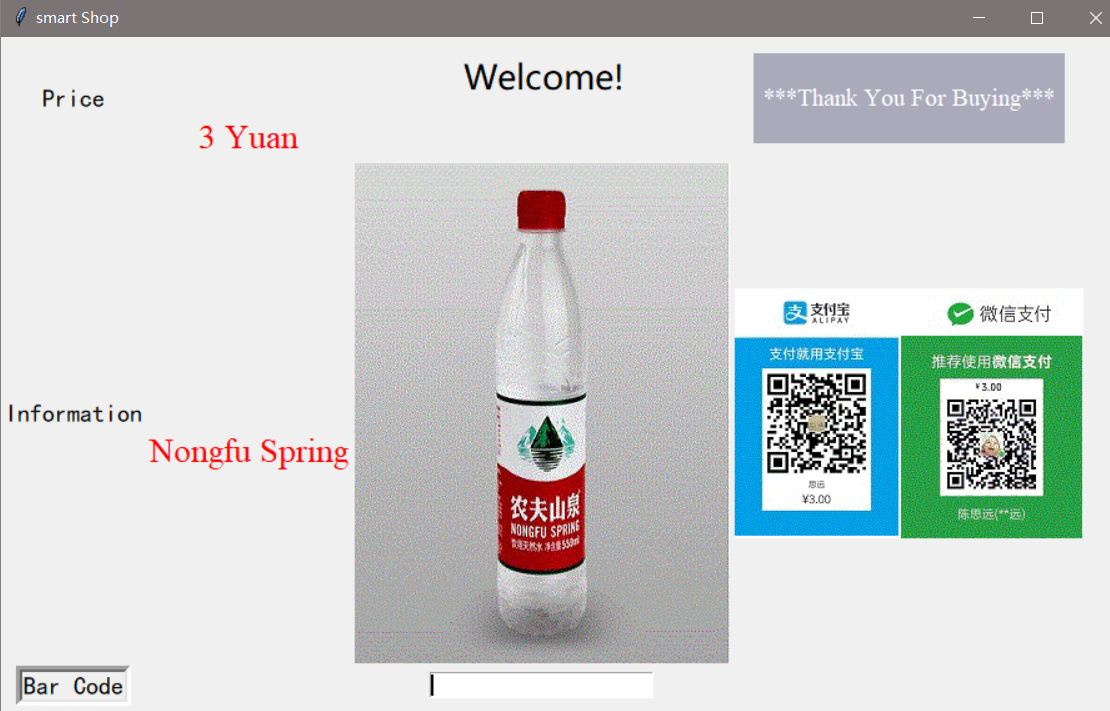 smart Shop
Welcome!
Price
***Thank You For Buying***
3 Yuan
支付宝
ALIPAY
微信支付
支付就用支付宝
推荐使用微信支付
¥3.00
Information
Nongfu Spring
思远
¥3.00
农夫山泉
NONGFU SPRING
饮用天然水 净含量550ml
陈思远(**远)
Bar Code